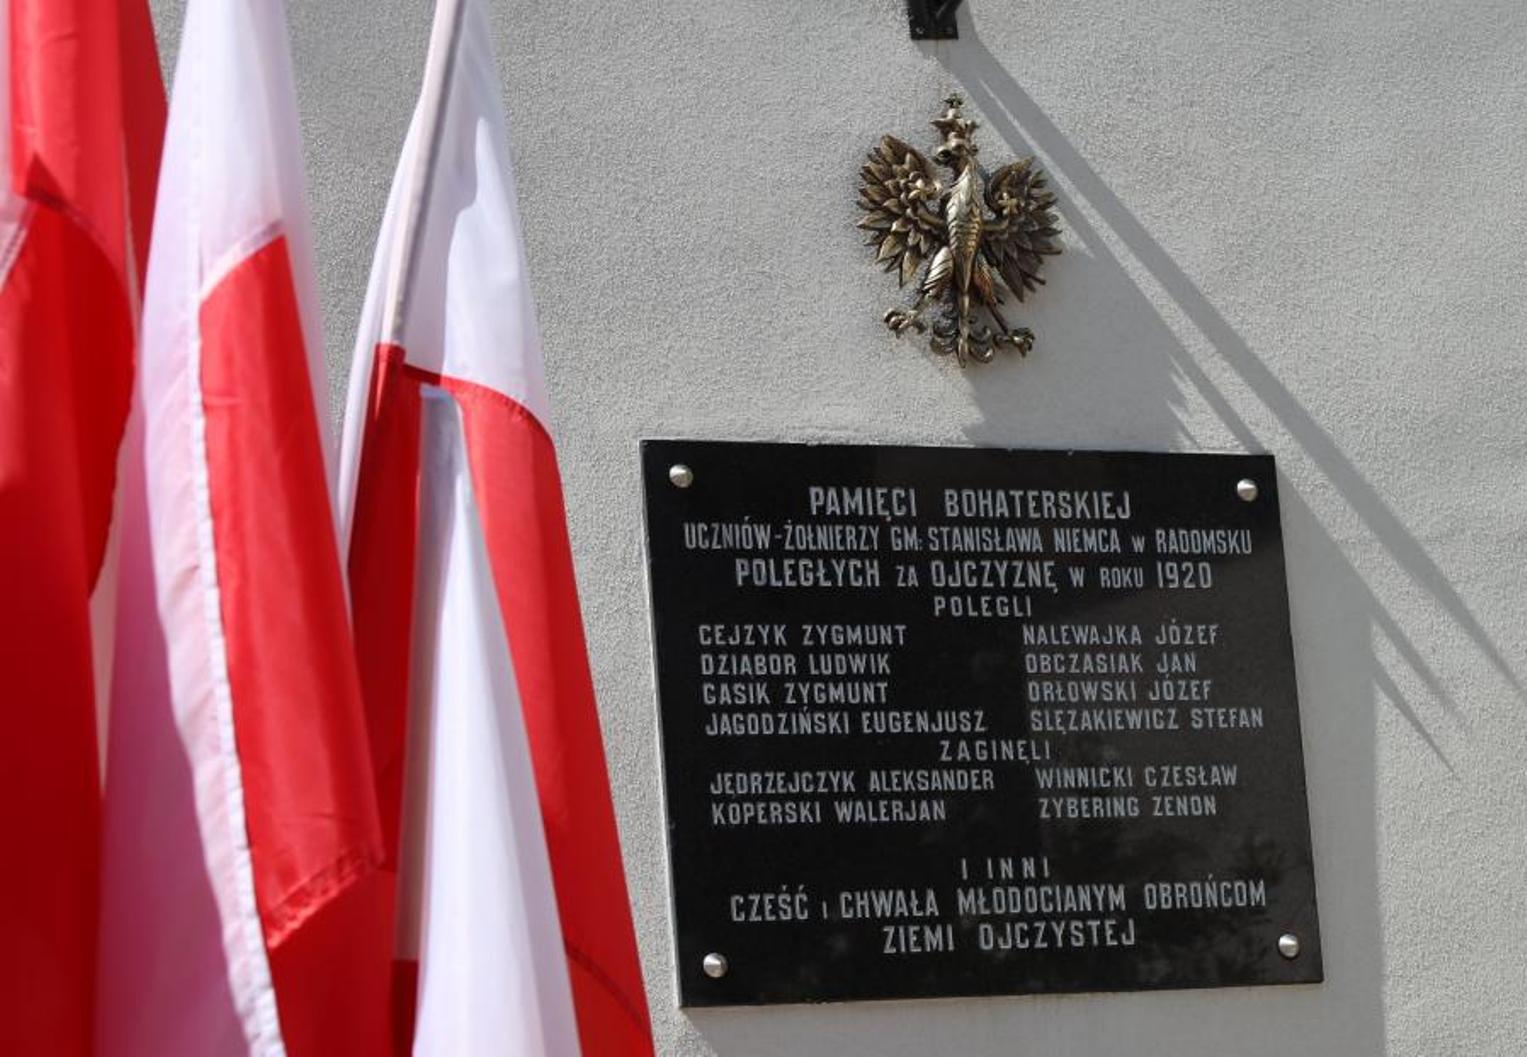 PAMIĘCI BOHATERSKIEJ
UCZNIÓW-ŻOŁNIERZY GM: STANISŁAWA NIEMCA w RADOMSKU
POLEGŁYCH ZA OJCZYZNĘ W ROKU 1920
POLEGLI
CEJZYK ZYGMUNT NALEWAJKA JÓZEF
DZIĄBOR LUDWIK OBCZASIAK JAN
GASIK ZYGMUNT ORŁOWSKI JÓZEF
JAGODZIŃSKI EUGENJUSZ SLĘZAKIEWICZ STEFAN
ZAGINĘLI
JĘDRZEJCZYK ALEKSANDER WINNICKI CZESŁAW
KOPERSKI WALERJAN ZYBERING ZENON
I INNI
CZEŚĆ I CHWAŁA MŁODOCIANYM OBROŃCOM
ZIEMI OJCZYSTEJ